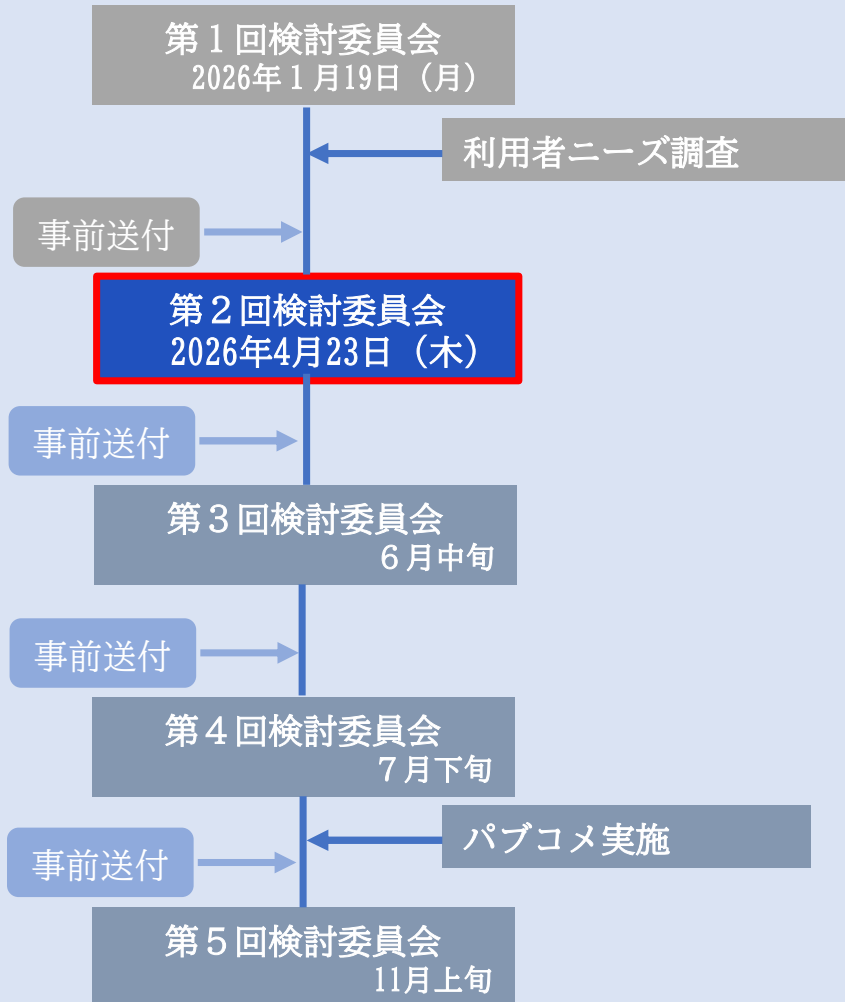 第１回検討委員会
2026年１月19日（月）
利用者ニーズ調査
事前送付
第２回検討委員会
2026年4月23日（木）
事前送付
第３回検討委員会
６月中旬
事前送付
第４回検討委員会
７月下旬
パブコメ実施
事前送付
第５回検討委員会
11月上旬